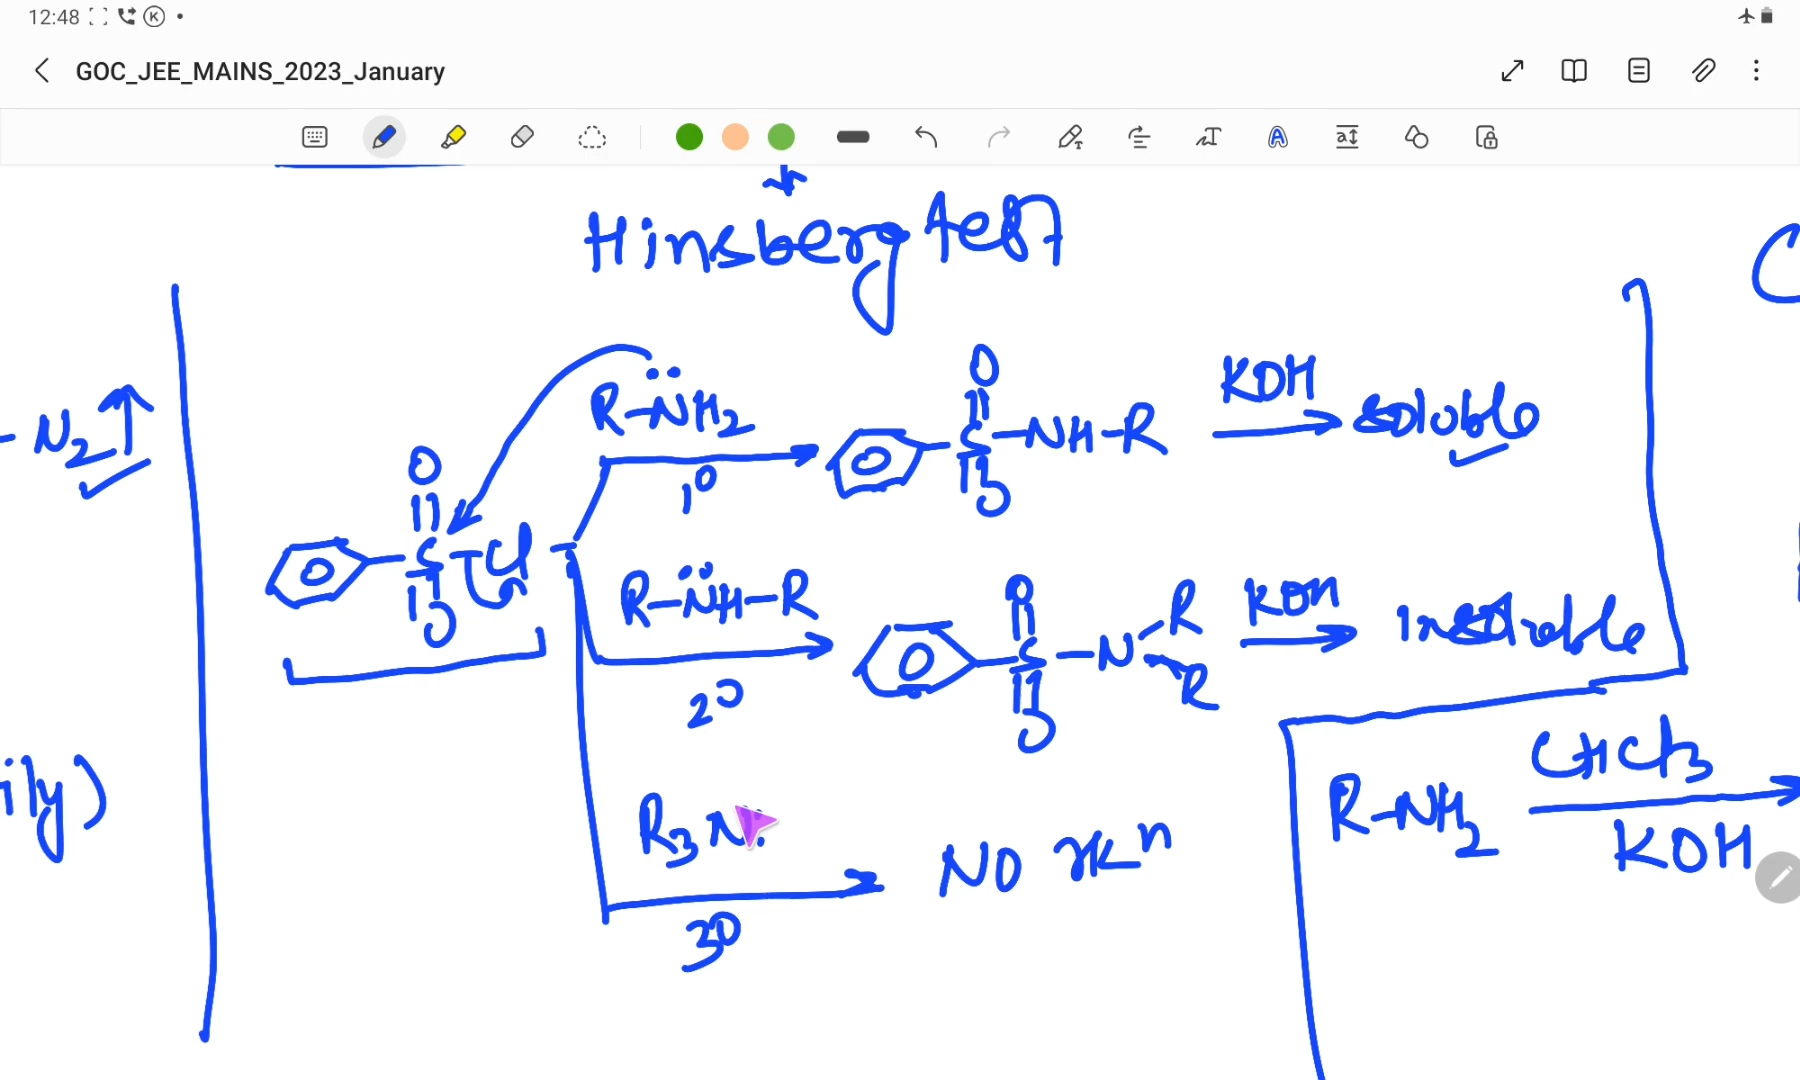 12:48
GOC_JEE_MAINS_2023_January
Hinsberg test
N2↑
R-NH2
1°
O
S
O
NH-R
KOH
soluble
O
S
O
Cl
R-NH-R
2°
O
S
O
N
R
R
KOH
insoluble
ily)
R3N:
3°
NO rxn
R-NH2
CHCl3
KOH